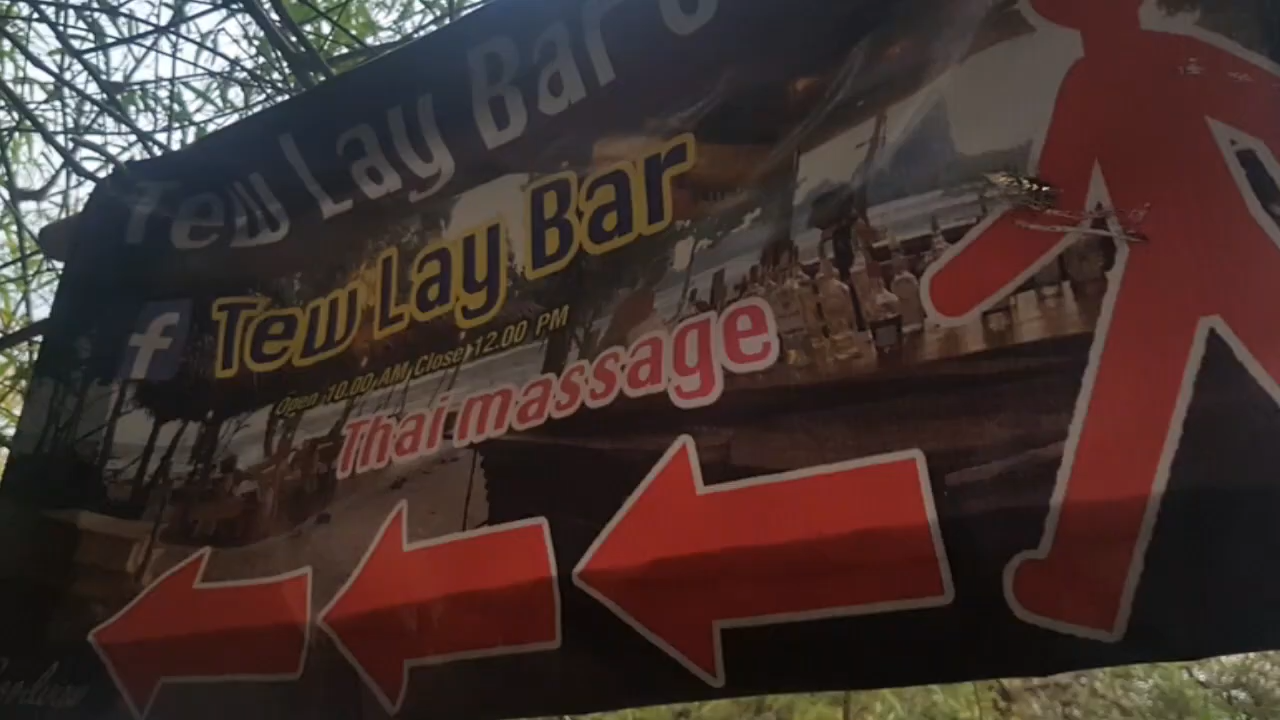 Tew Lay Bar
f Tew Lay Bar
Open 10.00 AM Close 12.00 PM
Thai massage